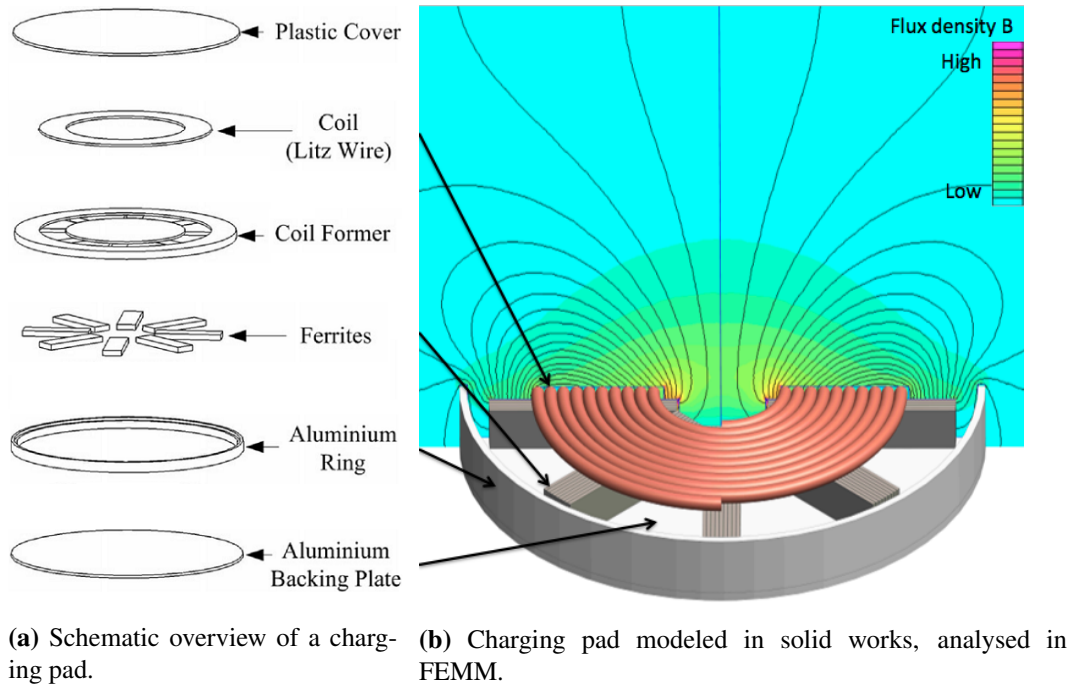 Plastic Cover
Coil
(Litz Wire)
Coil Former
Ferrites
Aluminium
Ring
Aluminium
Backing Plate
Flux density B
High
Low
(a) Schematic overview of a charg-
ing pad.
(b) Charging pad modeled in solid works, analysed in
FEMM.